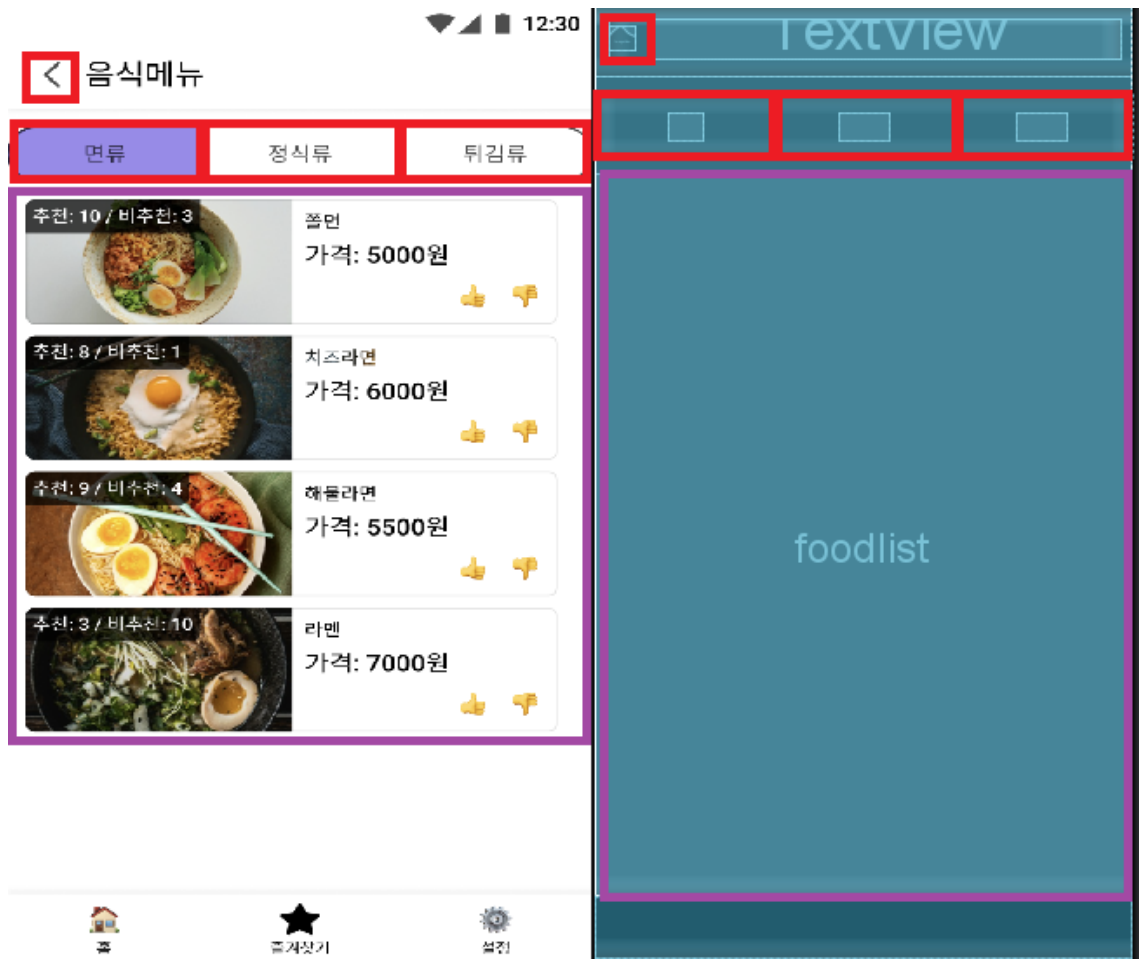 12:30
음식메뉴
TextView
면류
정식류
튀김류
추천: 10 / 비추천: 3
쫄면
가격: 5000원
추천: 8 / 비추천: 1
치즈라면
가격: 6000원
추천: 9 / 비추천: 4
해물라면
가격: 5500원
추천: 3 / 비추천: 10
라멘
가격: 7000원
foodlist
홈
즐겨찾기
설정